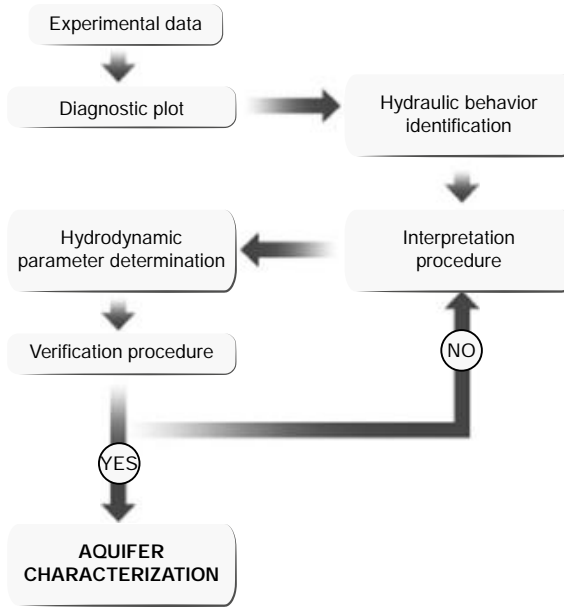 Experimental data
Diagnostic plot
Hydraulic behavior
identification
Interpretation
procedure
Hydrodynamic
parameter determination
Verification procedure
NO
YES
AQUIFER
CHARACTERIZATION